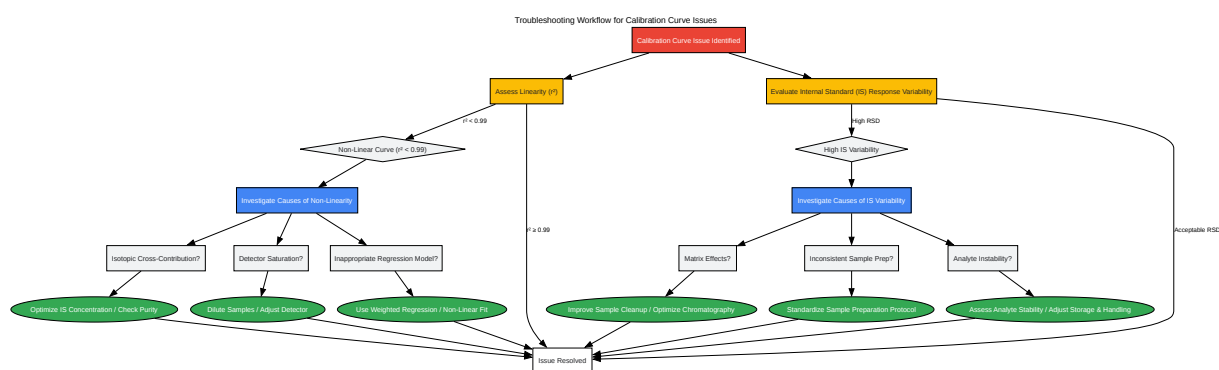 Troubleshooting Workflow for Calibration Curve Issues
Calibration Curve Issue Identified
Assess Linearity (r²)
Evaluate Internal Standard (IS) Response Variability
r² < 0.99
High RSD
Non-Linear Curve (r² < 0.99)
High IS Variability
Investigate Causes of Non-Linearity
Investigate Causes of IS Variability
r² ≥ 0.99
Acceptable RSD
Isotopic Cross-Contribution?
Detector Saturation?
Inappropriate Regression Model?
Matrix Effects?
Inconsistent Sample Prep?
Analyte Instability?
Optimize IS Concentration / Check Purity
Dilute Samples / Adjust Detector
Use Weighted Regression / Non-Linear Fit
Improve Sample Cleanup / Optimize Chromatography
Standardize Sample Preparation Protocol
Assess Analyte Stability / Adjust Storage & Handling
Issue Resolved